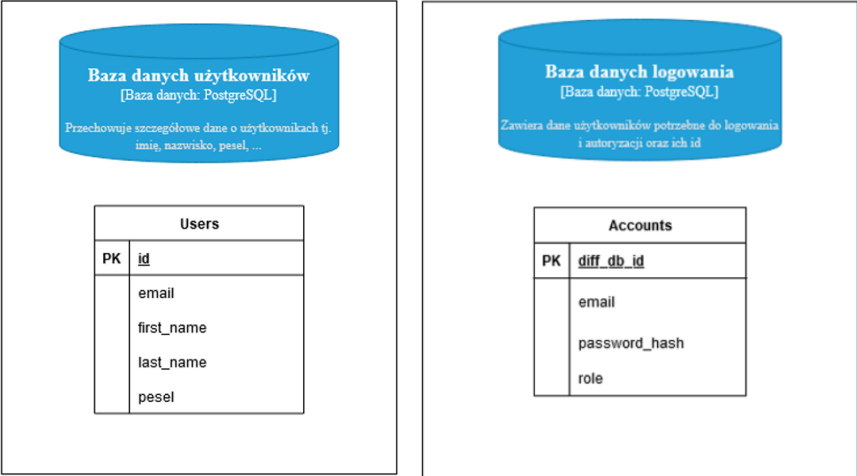 Baza danych użytkowników
[Baza danych: PostgreSQL]
Przechowuje szczegółowe dane o użytkownikach tj.
imię, nazwisko, pesel, ...
Users
PK id
email
first_name
last_name
pesel
Baza danych logowania
[Baza danych: PostgreSQL]
Zawiera dane użytkowników potrzebne do logowania
i autoryzacji oraz ich id
Accounts
PK diff_db_id
email
password_hash
role